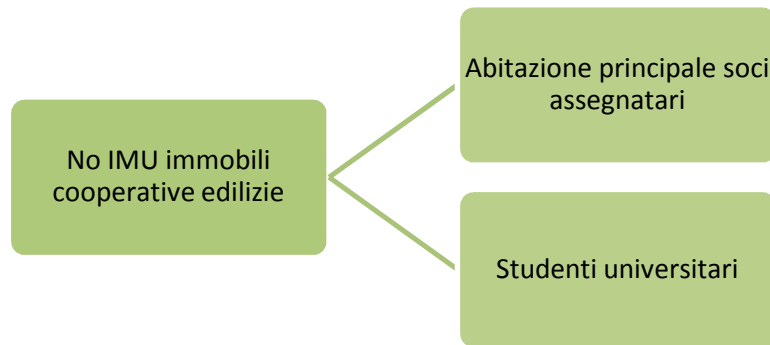 No IMU immobili
cooperative edilizie
Abitazione principale soci
assegnatari
Studenti universitari